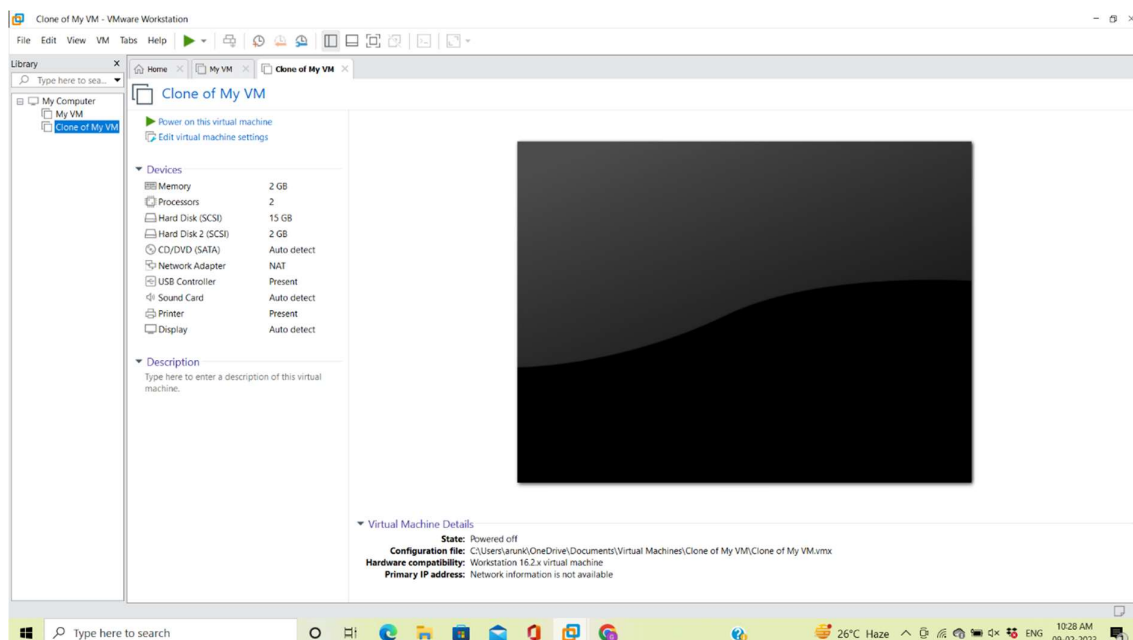 Clone of My VM - VMware Workstation
File Edit View VM Tabs Help
Library
Type here to sea...
My Computer
My VM
Clone of My VM
Home My VM Clone of My VM
Clone of My VM
Power on this virtual machine
Edit virtual machine settings
Devices
Memory 2 GB
Processors 2
Hard Disk (SCSI) 15 GB
Hard Disk 2 (SCSI) 2 GB
CD/DVD (SATA) Auto detect
Network Adapter NAT
USB Controller Present
Sound Card Auto detect
Printer Present
Display Auto detect
Description
Type here to enter a description of this virtual
machine.
Virtual Machine Details
State: Powered off
Configuration file: C:\Users\arunk\OneDrive\Documents\Virtual Machines\Clone of My VM\Clone of My VM.vmx
Hardware compatibility: Workstation 16.2.x virtual machine
Primary IP address: Network information is not available
Type here to search
26°C Haze
ENG
10:28 AM